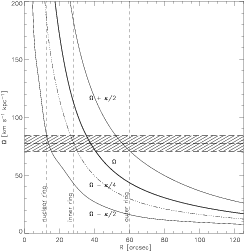 200
150
100
50
0
Ω [km s⁻¹ kpc⁻¹]
Ω + κ/2
Ω
Ω − κ/4
Ω − κ/2
nuclear ring
inner ring
outer ring
0 20 40 60 80 100 120
R [arcsec]